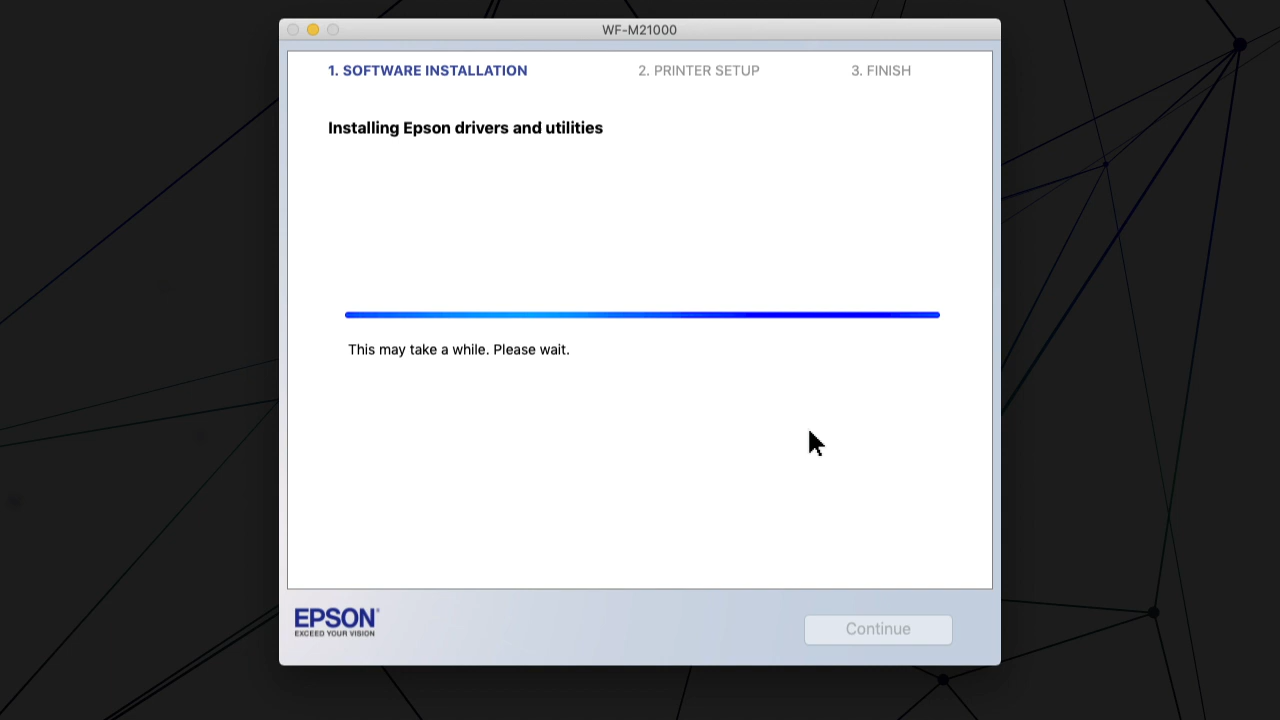 WF-M21000
1. SOFTWARE INSTALLATION
2. PRINTER SETUP
3. FINISH
Installing Epson drivers and utilities
This may take a while. Please wait.
EPSON®
EXCEED YOUR VISION
Continue